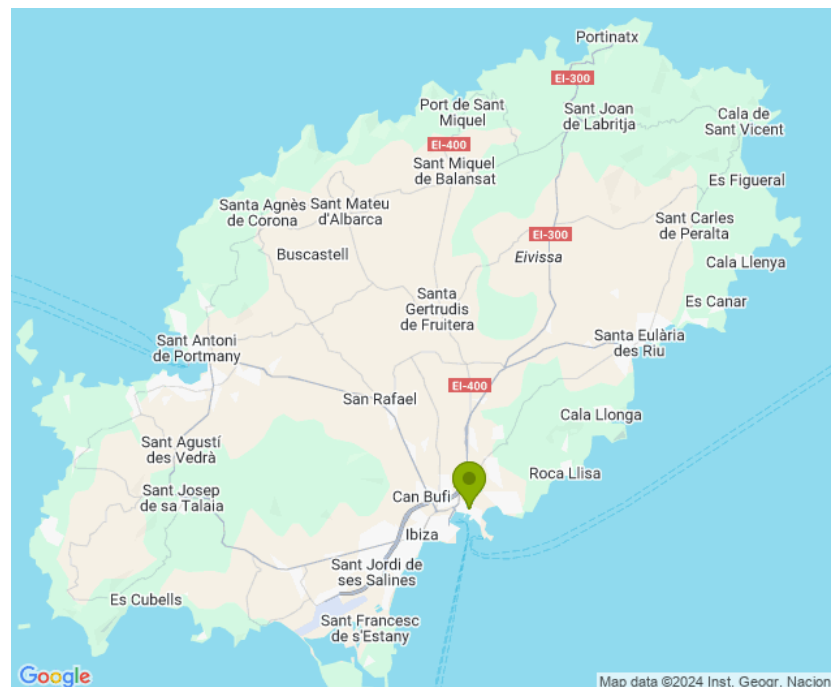 Portinatx
EI-300
Port de Sant
Miquel
Sant Joan
de Labritja
Cala de
Sant Vicent
EI-400
Sant Miquel
de Balansat
Es Figueral
Santa Agnès
de Corona
Sant Mateu
d'Albarca
Sant Carles
de Peralta
EI-300
Buscastell
Eivissa
Cala Llenya
Santa
Gertrudis
de Fruitera
Es Canar
Sant Antoni
de Portmany
Santa Eulària
des Riu
EI-400
San Rafael
Cala Llonga
Sant Agustí
des Vedrà
Roca Llisa
Sant Josep
de sa Talaia
Can Bufí
Ibiza
Sant Jordi de
ses Salines
Es Cubells
Sant Francesc
de s'Estany
Google
Map data ©2024 Inst. Geogr. Nacion